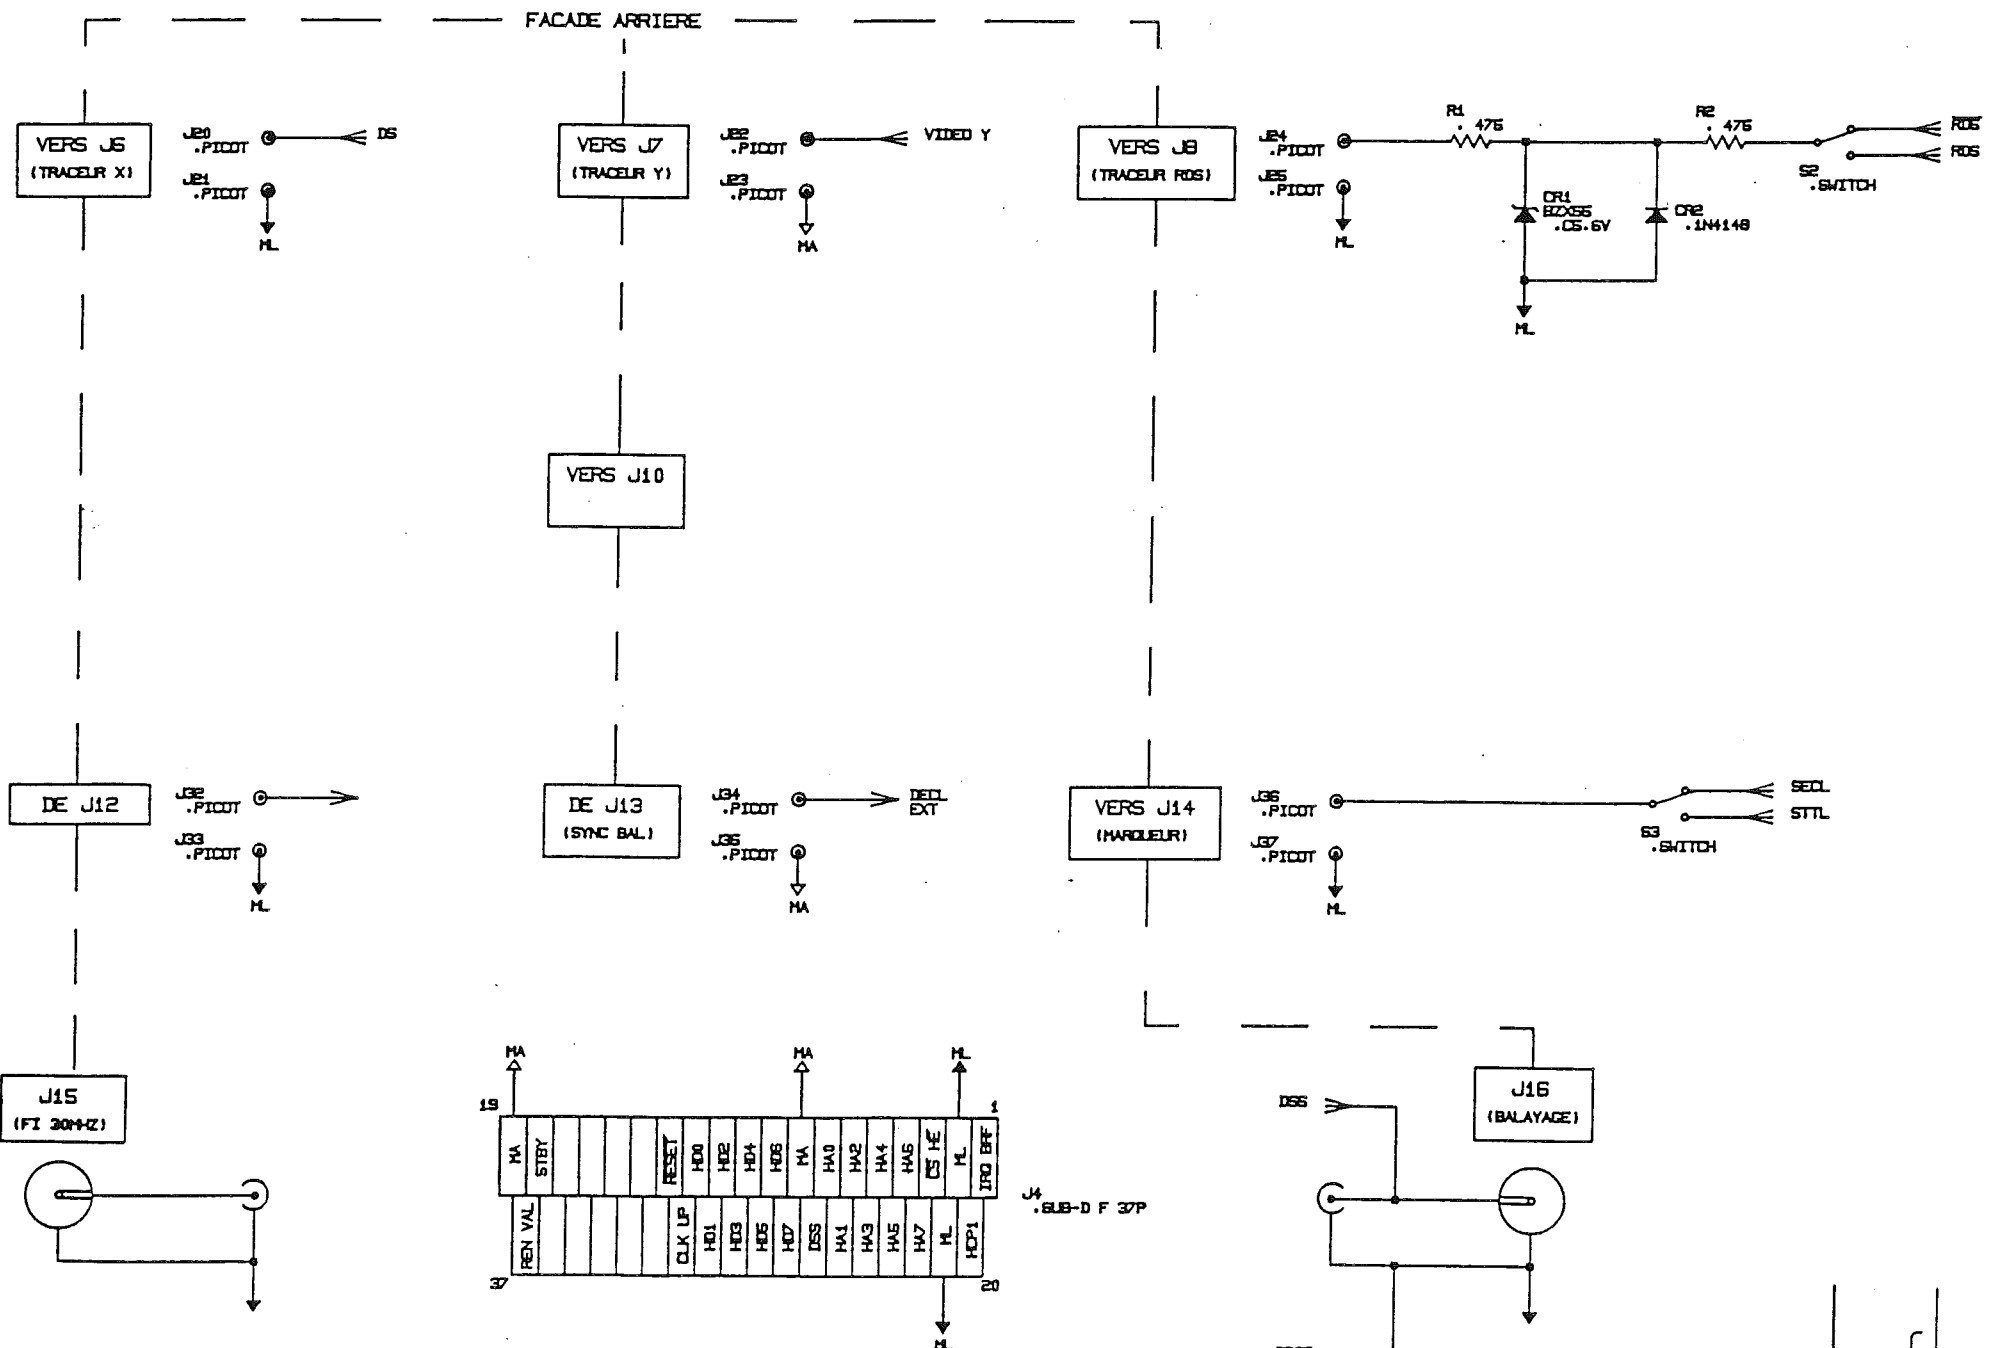 FACADE ARRIERE
VERS J6
(TRACEUR X)
J20
.PICOT
DS
J21
.PICOT
ML
VERS J7
(TRACEUR Y)
J22
.PICOT
VIDEO Y
J23
.PICOT
MA
VERS J8
(TRACEUR RDS)
J24
.PICOT
J25
.PICOT
ML
R1
. 475
R2
. 475
RDS
RDS
S2
.SWITCH
CR1
BZX55
.C5.6V
CR2
.1N4148
ML
VERS J10
DE J12
J32
.PICOT
J33
.PICOT
ML
DE J13
(SYNC BAL)
J34
.PICOT
DECL
EXT
J35
.PICOT
MA
VERS J14
(MARQUEUR)
J36
.PICOT
J37
.PICOT
ML
SECL
STTL
S3
.SWITCH
J15
(FI 30MHZ)
MA
MA
ML
19
1
MA
STBY
RESET
HD0
HD2
HD4
HD6
MA
HA0
HA2
HA4
HA6
CS HE
ML
IRQ BAF
REN VAL
CLK UP
HD1
HD3
HD5
HD7
DSS
HA1
HA3
HA5
HA7
ML
HCP1
37
20
J4
.SUB-D F 37P
ML
DSS
J16
(BALAYAGE)